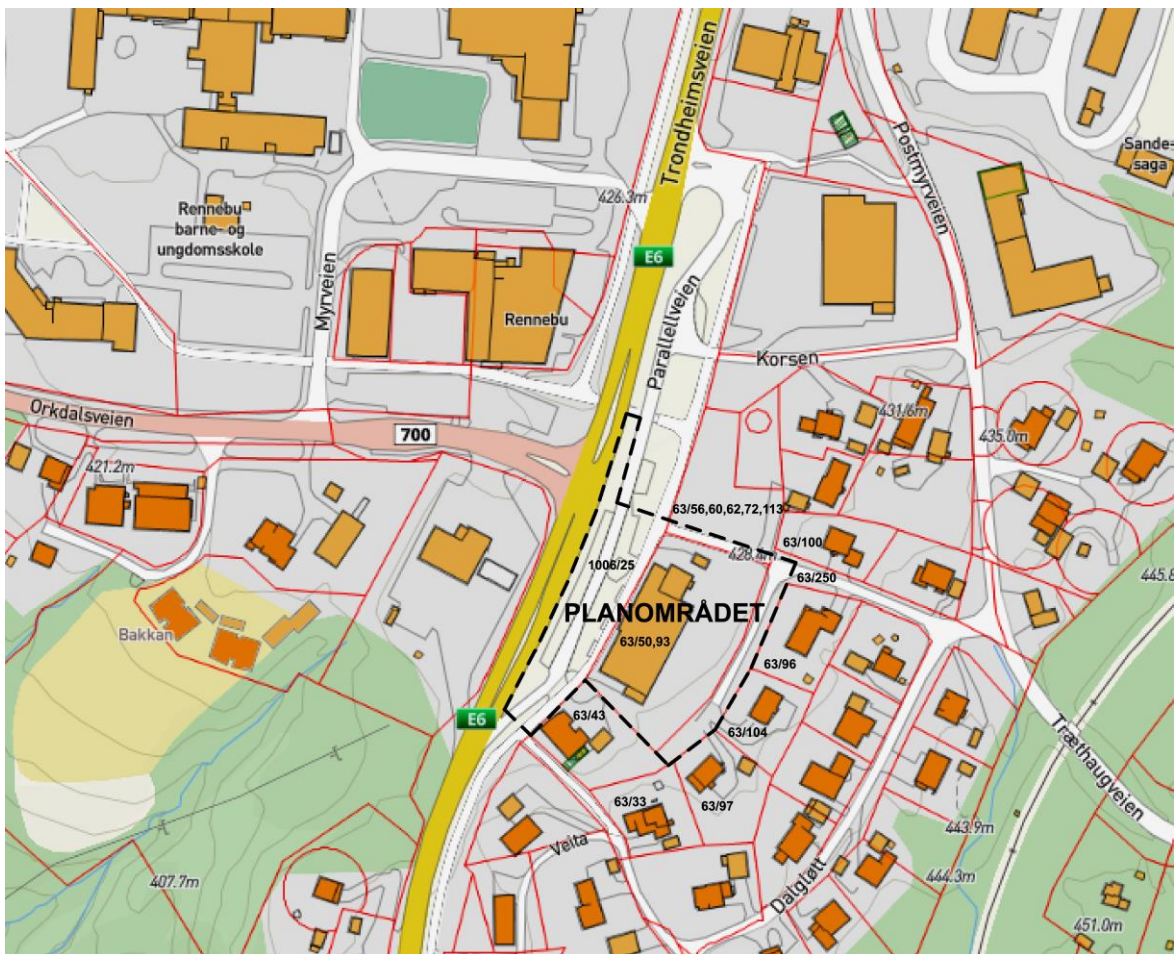 Trondheimsveien
Postmyrveien
Sande-
saga
426.3m
Rennebu
barne- og
ungdomsskole
Myrveien
E6
Parallellveien
Rennebu
Korsen
Orkdalsveien
700
431.6m
435.0m
421.2m
63/56,60,62,72,113
63/100
428.4m
63/250
1006/25
445.8
PLANOMRÅDET
63/50,93
Bakkan
63/96
E6
63/43
63/104
Træthaugveien
63/97
63/33
Veita
443.9m
407.7m
Dalgløtt
444.3m
451.0m